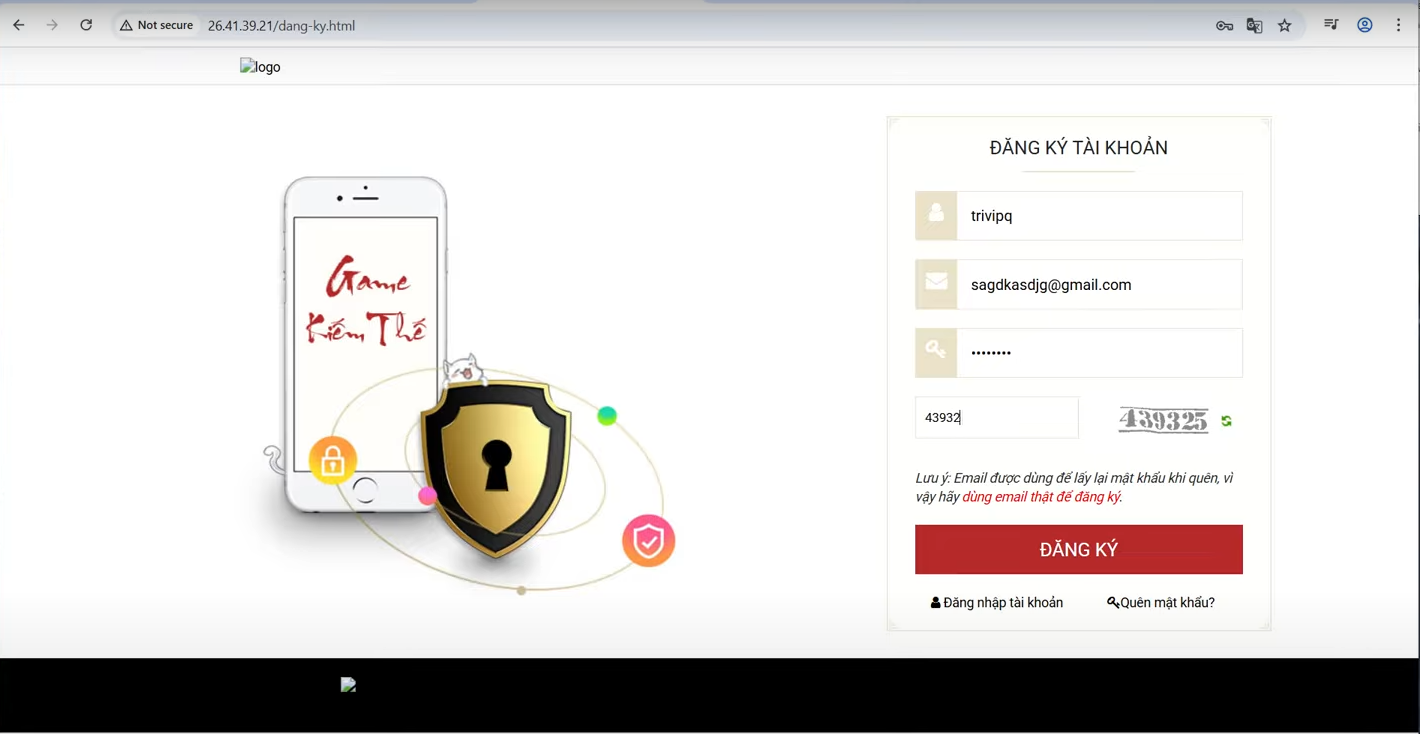 Not secure
26.41.39.21/dang-ky.html
logo
Game
Kiếm Thế
ĐĂNG KÝ TÀI KHOẢN
trivipq
sagdkasdjg@gmail.com
••••••••
43932
439325
Lưu ý: Email được dùng để lấy lại mật khẩu khi quên, vì
vậy hãy dùng email thật để đăng ký.
ĐĂNG KÝ
Đăng nhập tài khoản
Quên mật khẩu?